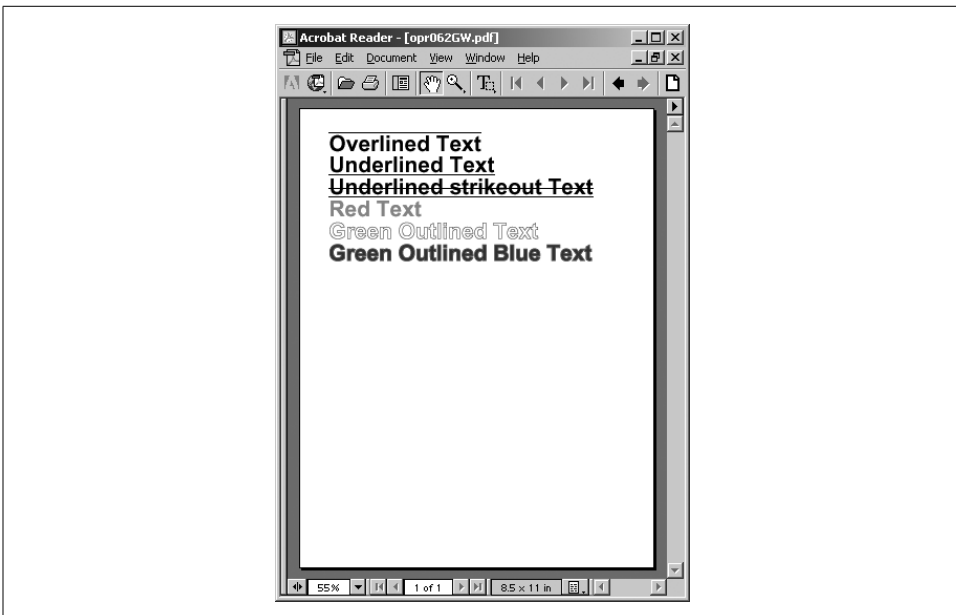 Acrobat Reader - [opr062GW.pdf]
File Edit Document View Window Help
Overlined Text
Underlined Text
Underlined strikeout Text
Red Text
Green Outlined Text
Green Outlined Blue Text
55% 1 of 1 8.5 x 11 in